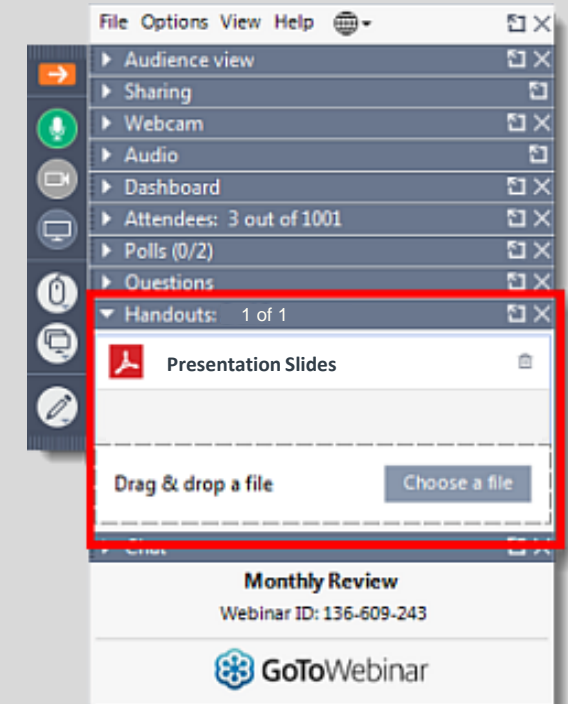 File Options View Help
Audience view
Sharing
Webcam
Audio
Dashboard
Attendees: 3 out of 1001
Polls (0/2)
Questions
Handouts: 1 of 1
Presentation Slides
Drag & drop a file Choose a file
Chat
Monthly Review
Webinar ID: 136-609-243
GoToWebinar